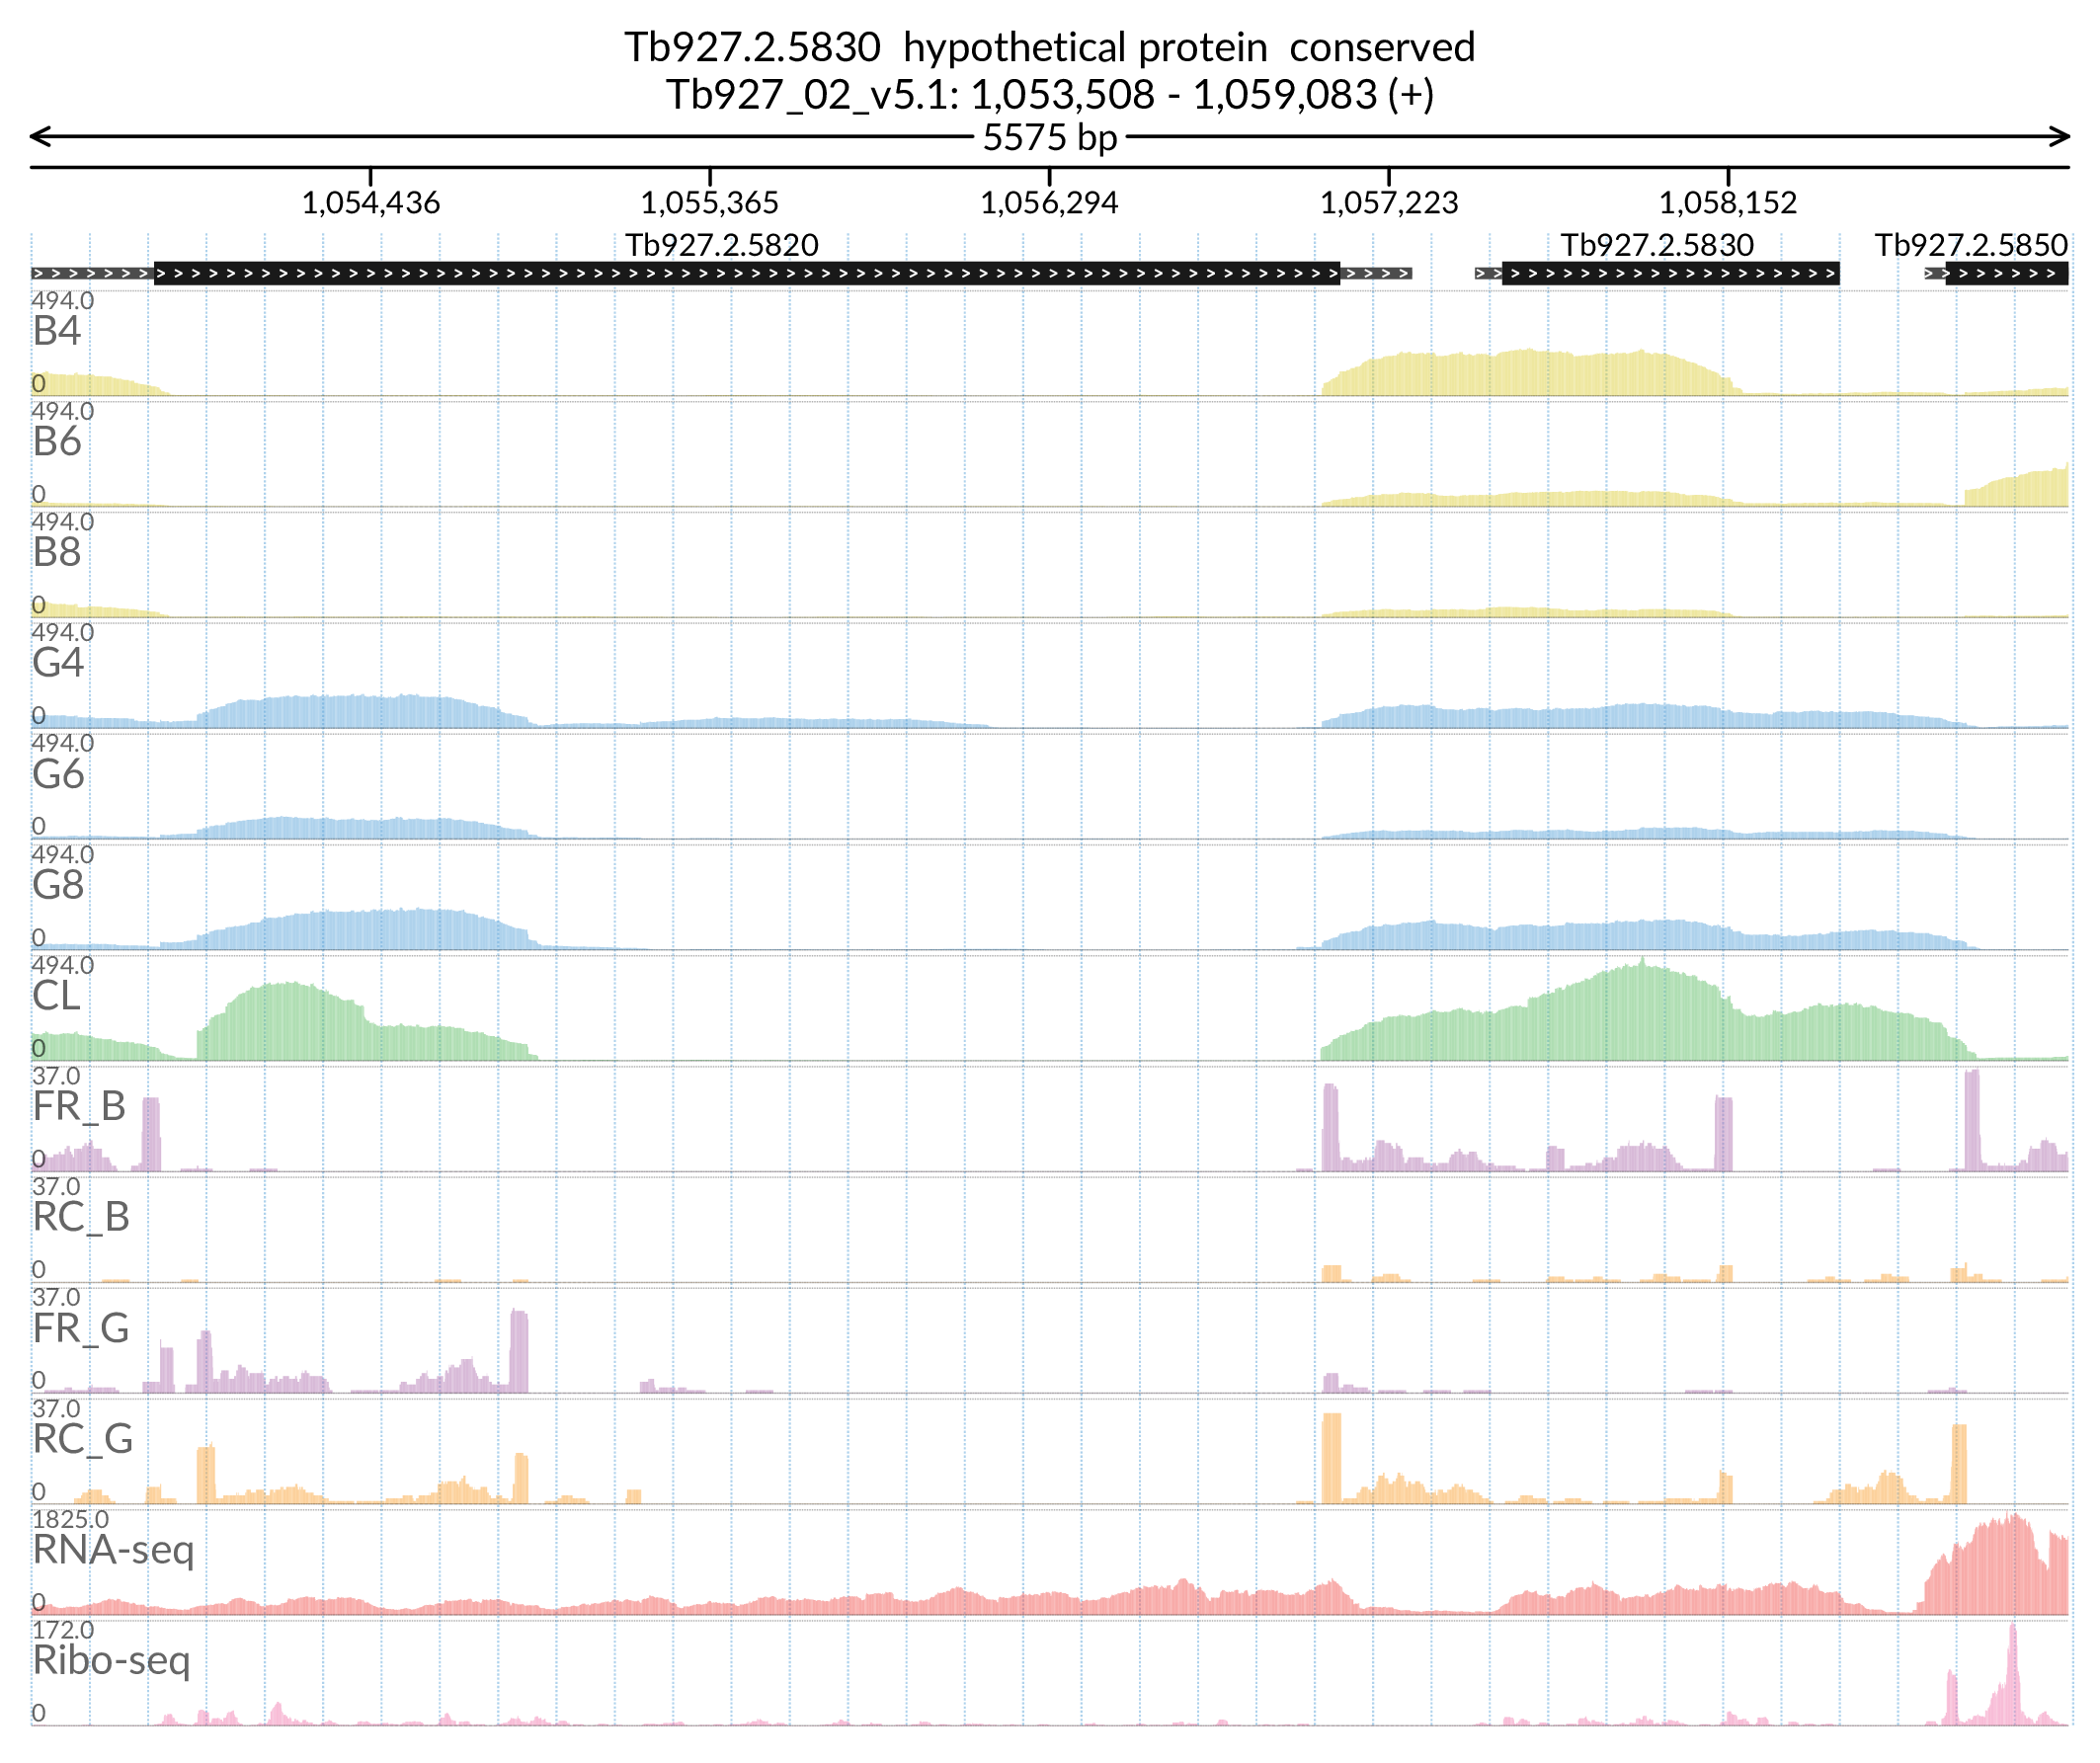 Tb927.2.5830 hypothetical protein conserved
Tb927_02_v5.1: 1,053,508 - 1,059,083 (+)
5575 bp
1,054,436 1,055,365 1,056,294 1,057,223 1,058,152
Tb927.2.5820 Tb927.2.5830 Tb927.2.5850
494.0
B4
0
494.0
B6
0
494.0
B8
0
494.0
G4
0
494.0
G6
0
494.0
G8
0
494.0
CL
0
37.0
FR_B
0
37.0
RC_B
0
37.0
FR_G
0
37.0
RC_G
0
1825.0
RNA-seq
0
172.0
Ribo-seq
0